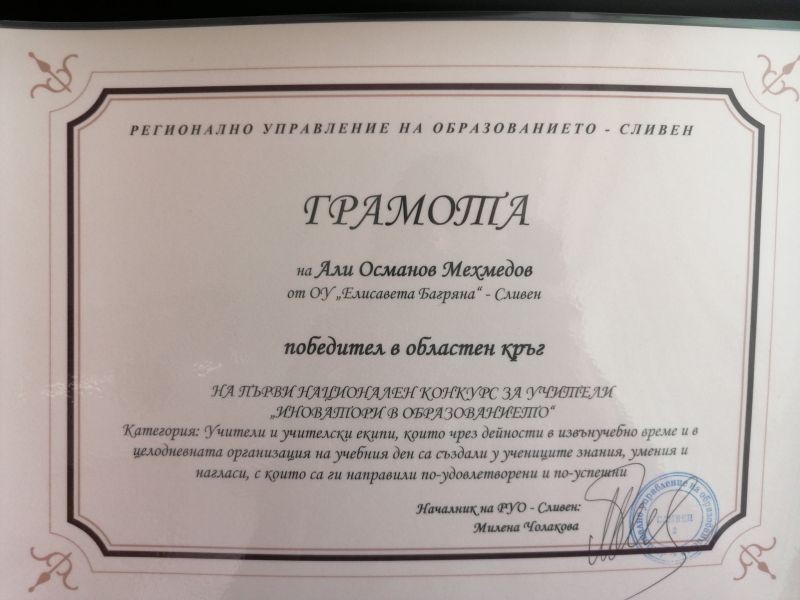 РЕГИОНАЛНО УПРАВЛЕНИЕ НА ОБРАЗОВАНИЕТО - СЛИВЕН
ГРАМОТА
на Али Османов Мехмедов
от ОУ „Елисавета Багряна“ - Сливен
победител в областен кръг
НА ПЪРВИ НАЦИОНАЛЕН КОНКУРС ЗА УЧИТЕЛИ
„ИНОВАТОРИ В ОБРАЗОВАНИЕТО“
Категория: Учители и учителски екипи, които чрез дейности в извънучебно време и в
целодневната организация на учебния ден са създали у учениците знания, умения и
нагласи, с които са ги направили по-удовлетворени и по-успешни
Началник на РУО - Сливен:
Милена Чолакова
СЛИВЕН
2